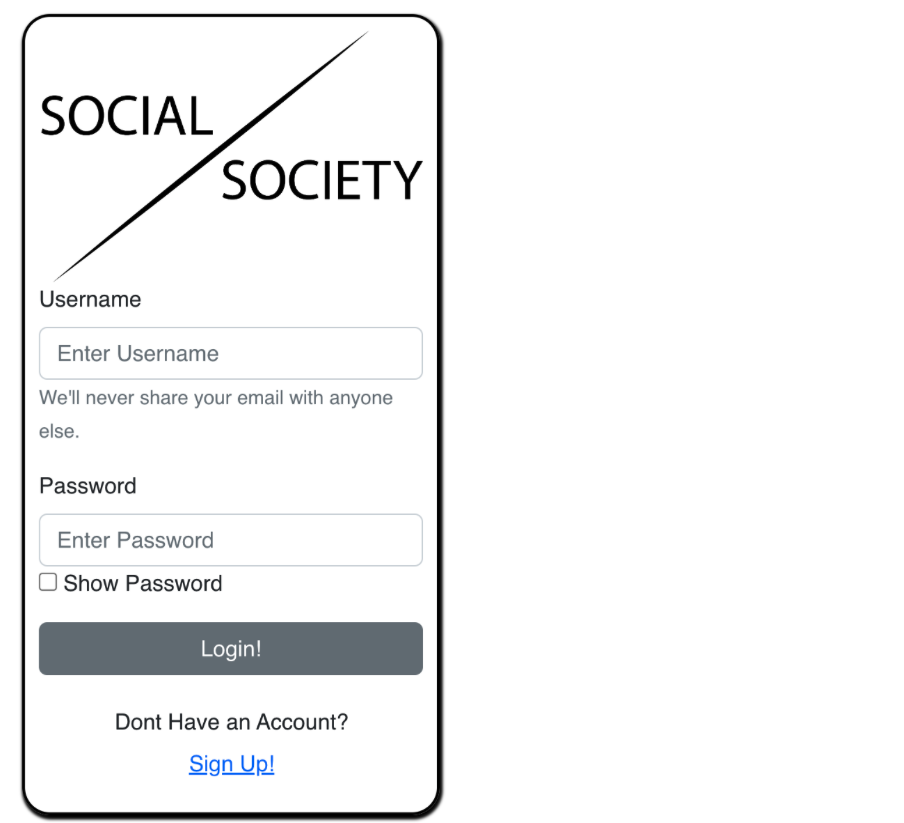 SOCIAL
SOCIETY
Username
Enter Username
We'll never share your email with anyone
else.
Password
Enter Password
Show Password
Login!
Dont Have an Account?
Sign Up!